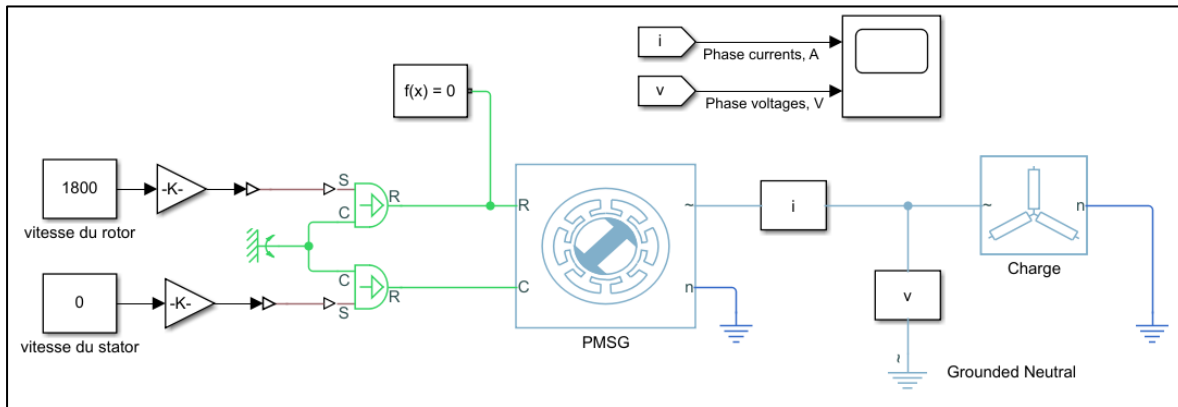 i
Phase currents, A
v
Phase voltages, V
f(x) = 0
1800
-K-
vitesse du rotor
S
C
R
R
~
i
~
n
Charge
0
-K-
vitesse du stator
C
S
R
C
n
PMSG
v
~
Grounded Neutral